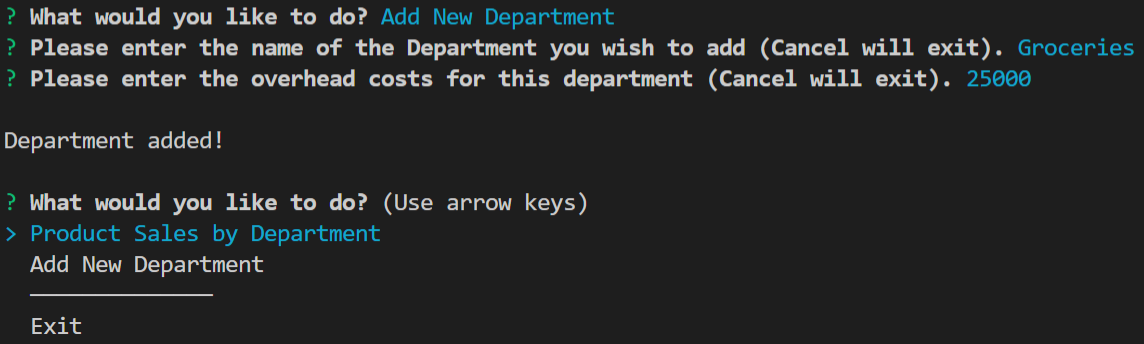 ? What would you like to do? Add New Department
? Please enter the name of the Department you wish to add (Cancel will exit). Groceries
? Please enter the overhead costs for this department (Cancel will exit). 25000
Department added!
? What would you like to do? (Use arrow keys)
> Product Sales by Department
Add New Department
──────────────
Exit